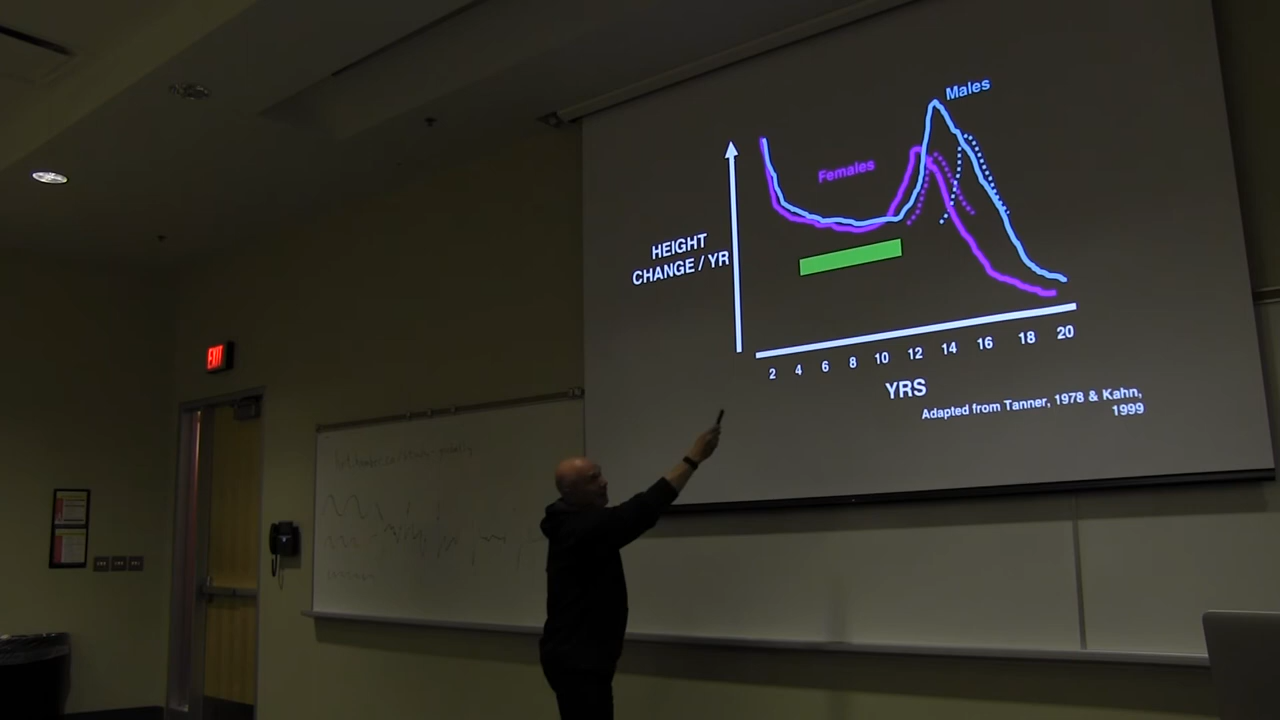 Males
Females
HEIGHT
CHANGE / YR
2 4 6 8 10 12 14 16 18 20
YRS
Adapted from Tanner, 1978 & Kahn,
1999
EXIT